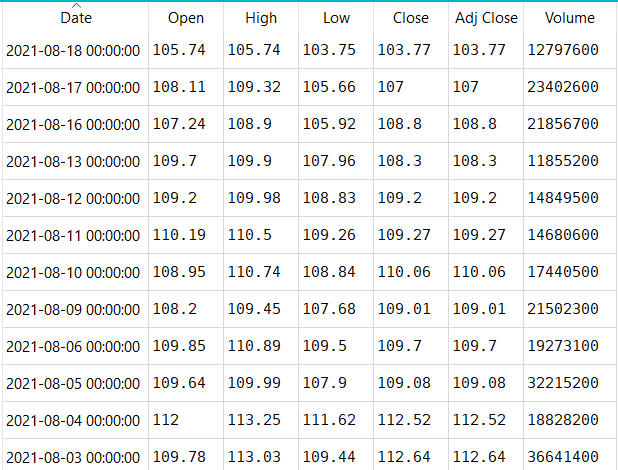 Date Open High Low Close Adj Close Volume
2021-08-18 00:00:00 105.74 105.74 103.75 103.77 103.77 12797600
2021-08-17 00:00:00 108.11 109.32 105.66 107 107 23402600
2021-08-16 00:00:00 107.24 108.9 105.92 108.8 108.8 21856700
2021-08-13 00:00:00 109.7 109.9 107.96 108.3 108.3 11855200
2021-08-12 00:00:00 109.2 109.98 108.83 109.2 109.2 14849500
2021-08-11 00:00:00 110.19 110.5 109.26 109.27 109.27 14680600
2021-08-10 00:00:00 108.95 110.74 108.84 110.06 110.06 17440500
2021-08-09 00:00:00 108.2 109.45 107.68 109.01 109.01 21502300
2021-08-06 00:00:00 109.85 110.89 109.5 109.7 109.7 19273100
2021-08-05 00:00:00 109.64 109.99 107.9 109.08 109.08 32215200
2021-08-04 00:00:00 112 113.25 111.62 112.52 112.52 18828200
2021-08-03 00:00:00 109.78 113.03 109.44 112.64 112.64 36641400